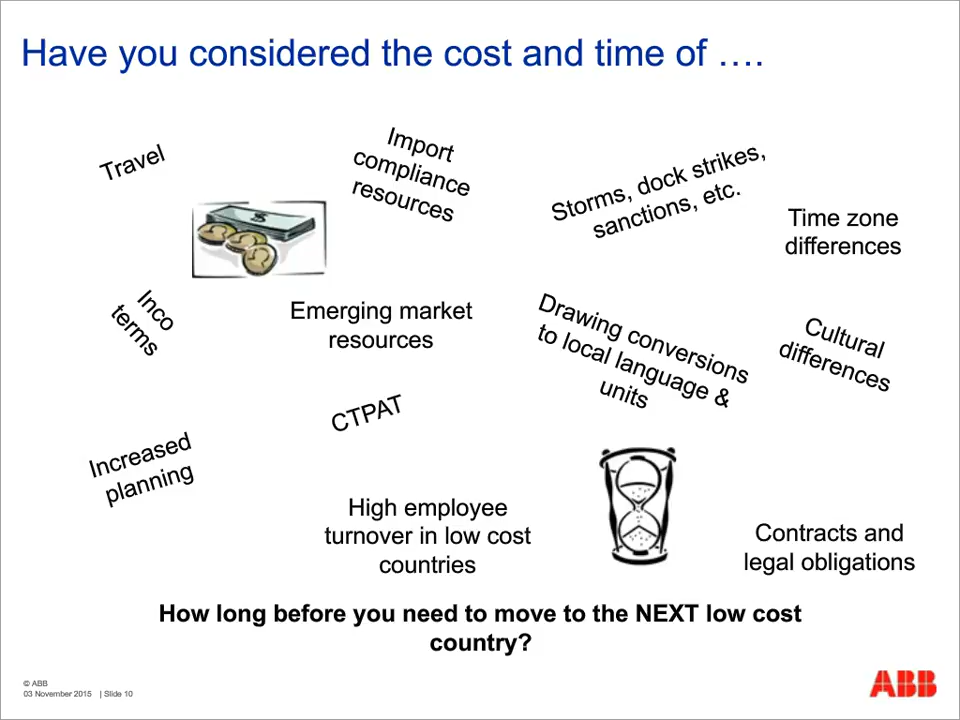 Have you considered the cost and time of ….
Travel
Import
compliance
resources
Storms, dock strikes,
sanctions, etc.
Time zone
differences
Inco
terms
Emerging market
resources
Drawing conversions
to local language &
units
Cultural
differences
CTPAT
Increased
planning
High employee
turnover in low cost
countries
Contracts and
legal obligations
How long before you need to move to the NEXT low cost
country?
© ABB
03 November 2015 | Slide 10
ABB